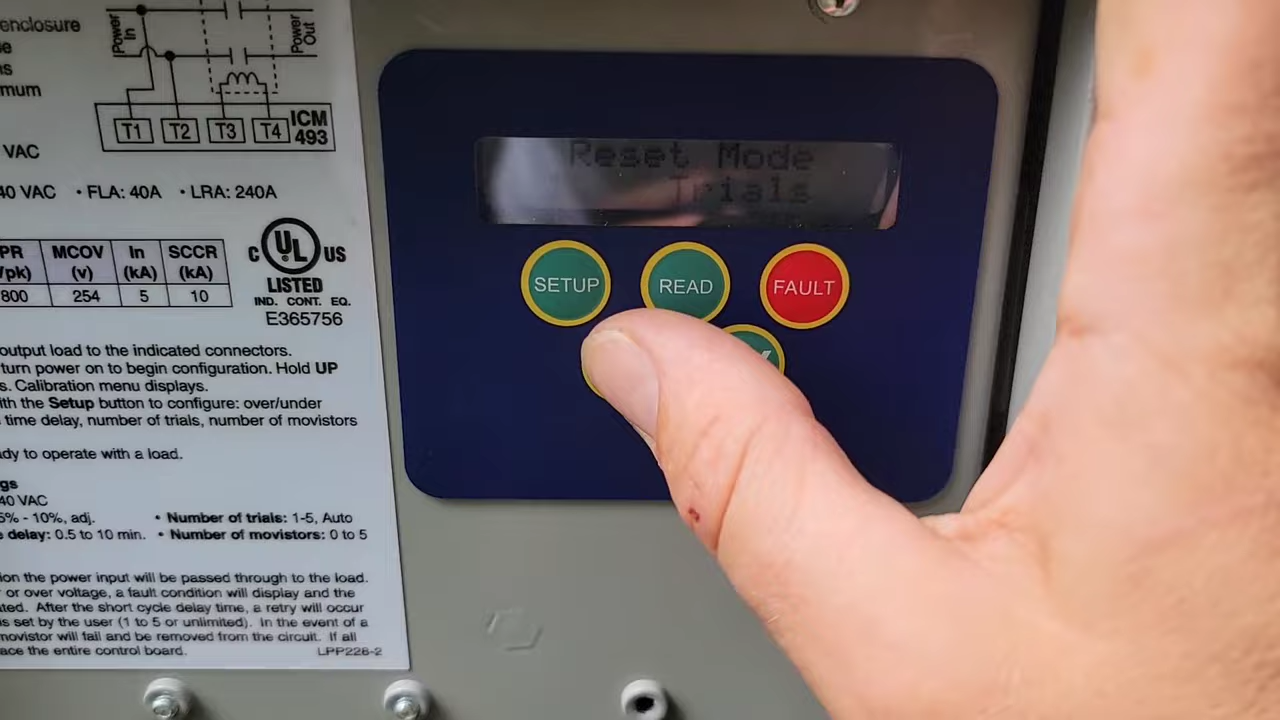 enclosure
Power In
Power Out
mum
T1 T2 T3 T4 ICM 493
VAC
40 VAC • FLA: 40A • LRA: 240A
PR MCOV In SCCR
(v) (kA) (kA)
800 254 5 10
C UL US
LISTED
IND. CONT. EQ.
E365756
output load to the indicated connectors.
turn power on to begin configuration. Hold UP
s. Calibration menu displays.
ith the Setup button to configure: over/under
time delay, number of trials, number of movistors
dy to operate with a load.
gs
40 VAC
5% - 10%, adj. • Number of trials: 1-5, Auto
e delay: 0.5 to 10 min. • Number of movistors: 0 to 5
ion the power input will be passed through to the load.
r or over voltage, a fault condition will display and the
ated. After the short cycle delay time, a retry will occur
is set by the user (1 to 5 or unlimited). In the event of a
movistor will fail and be removed from the circuit. If all
ace the entire control board. LPP228-2
Reset Mode
Trials
SETUP READ FAULT